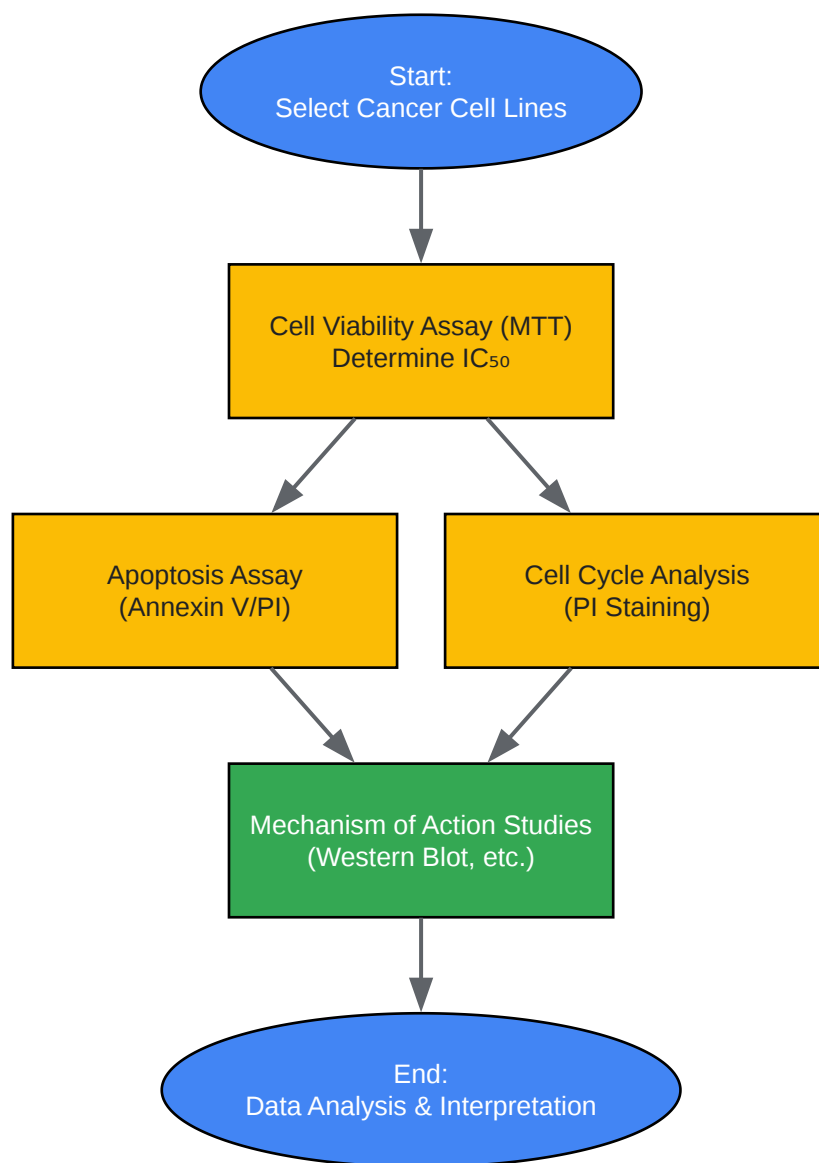 Start:
Select Cancer Cell Lines
Cell Viability Assay (MTT)
Determine IC₅₀
Apoptosis Assay
(Annexin V/PI)
Cell Cycle Analysis
(PI Staining)
Mechanism of Action Studies
(Western Blot, etc.)
End:
Data Analysis & Interpretation